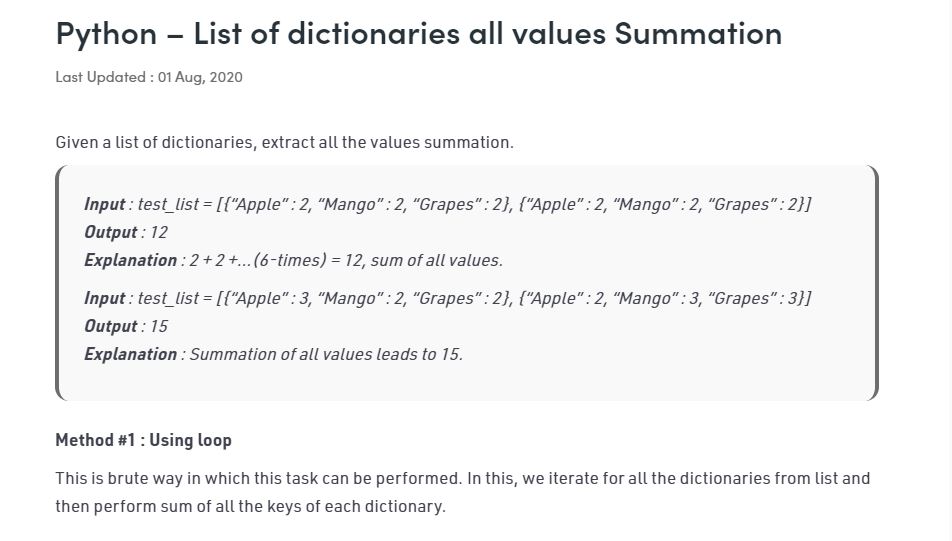 Python – List of dictionaries all values Summation
Last Updated : 01 Aug, 2020
Given a list of dictionaries, extract all the values summation.
Input : test_list = [{“Apple” : 2, “Mango” : 2, “Grapes” : 2}, {“Apple” : 2, “Mango” : 2, “Grapes” : 2}]
Output : 12
Explanation : 2 + 2 +…(6-times) = 12, sum of all values.
Input : test_list = [{“Apple” : 3, “Mango” : 2, “Grapes” : 2}, {“Apple” : 2, “Mango” : 3, “Grapes” : 3}]
Output : 15
Explanation : Summation of all values leads to 15.
Method #1 : Using loop
This is brute way in which this task can be performed. In this, we iterate for all the dictionaries from list and
then perform sum of all the keys of each dictionary.